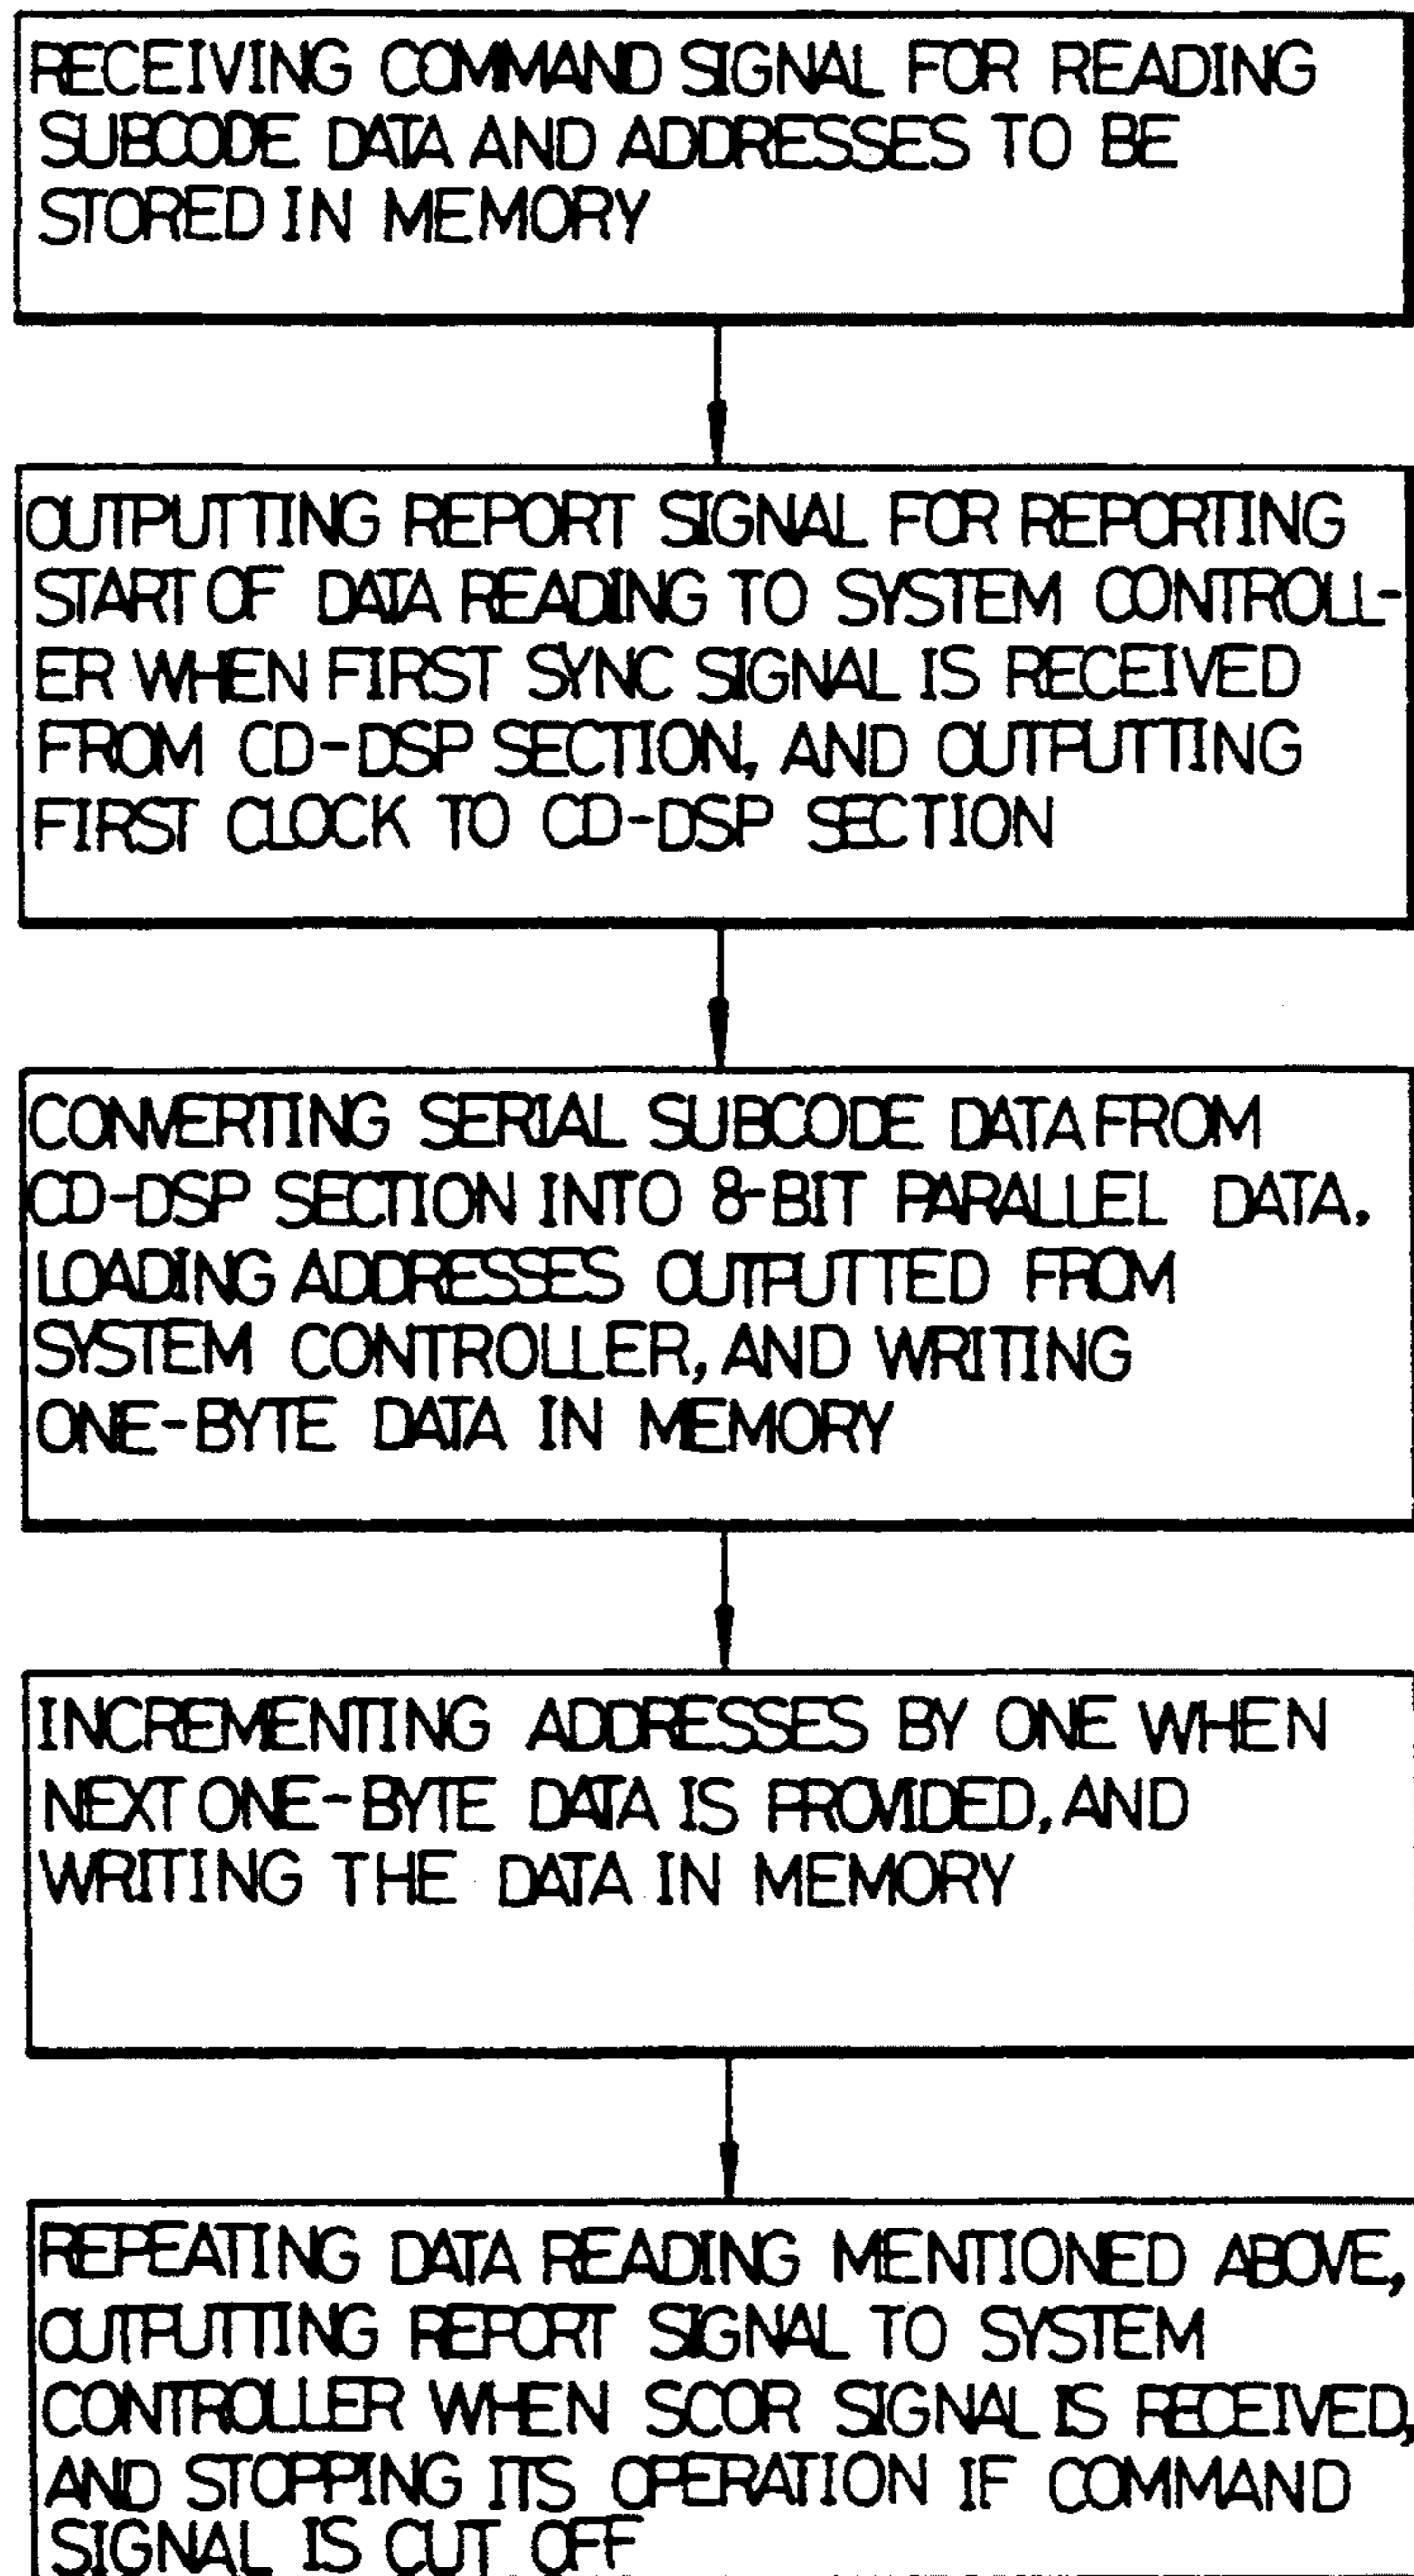 RECEIVING COMMAND SIGNAL FOR READING
SUBCODE DATA AND ADDRESSES TO BE
STORED IN MEMORY
OUTPUTTING REPORT SIGNAL FOR REPORTING
START OF DATA READING TO SYSTEM CONTROLL-
ER WHEN FIRST SYNC SIGNAL IS RECEIVED
FROM CD-DSP SECTION, AND OUTPUTTING
FIRST CLOCK TO CD-DSP SECTION
CONVERTING SERIAL SUBCODE DATA FROM
CD-DSP SECTION INTO 8-BIT PARALLEL DATA,
LOADING ADDRESSES OUTPUTTED FROM
SYSTEM CONTROLLER, AND WRITING
ONE-BYTE DATA IN MEMORY
INCREMENTING ADDRESSES BY ONE WHEN
NEXT ONE-BYTE DATA IS PROVIDED, AND
WRITING THE DATA IN MEMORY
REPEATING DATA READING MENTIONED ABOVE,
OUTPUTTING REPORT SIGNAL TO SYSTEM
CONTROLLER WHEN SCOR SIGNAL IS RECEIVED,
AND STOPPING ITS OPERATION IF COMMAND
SIGNAL IS CUT OFF